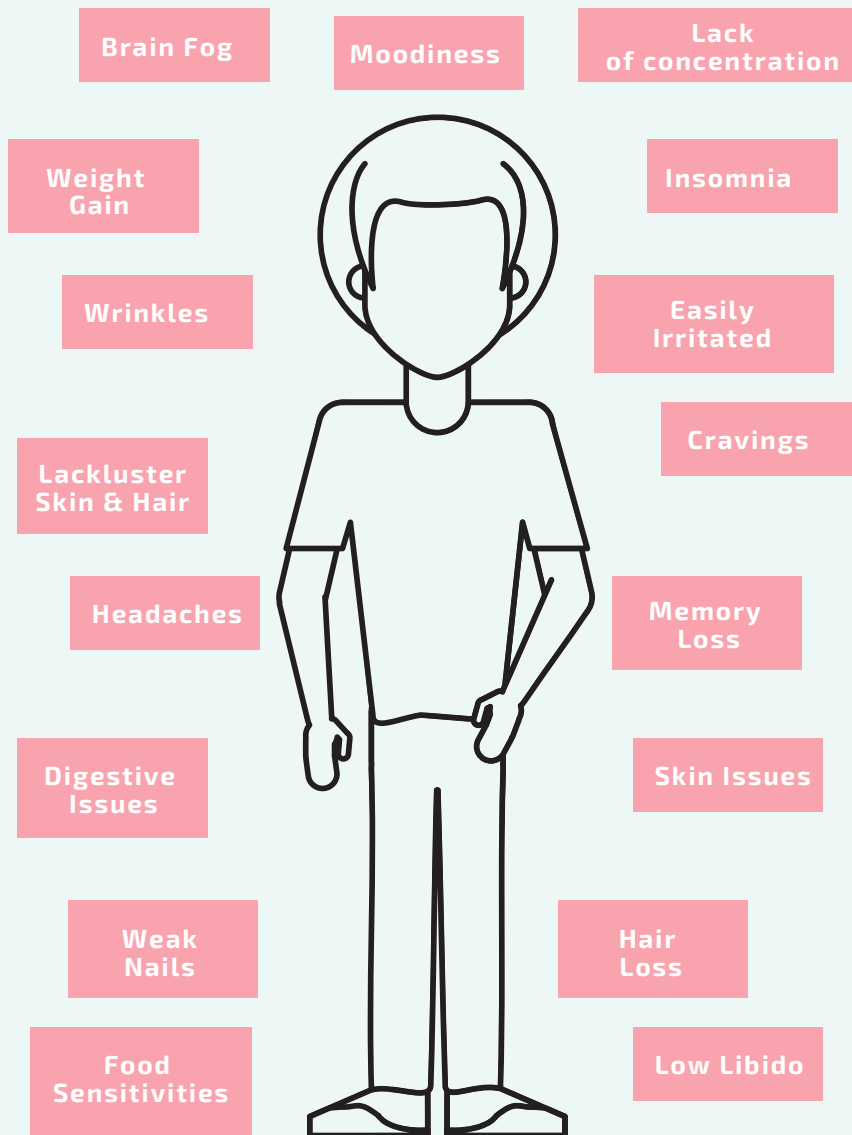 Brain Fog
Moodiness
Lack
of concentration
Weight
Gain
Insomnia
Wrinkles
Easily
Irritated
Cravings
Lackluster
Skin & Hair
Headaches
Memory
Loss
Digestive
Issues
Skin Issues
Weak
Nails
Hair
Loss
Food
Sensitivities
Low Libido